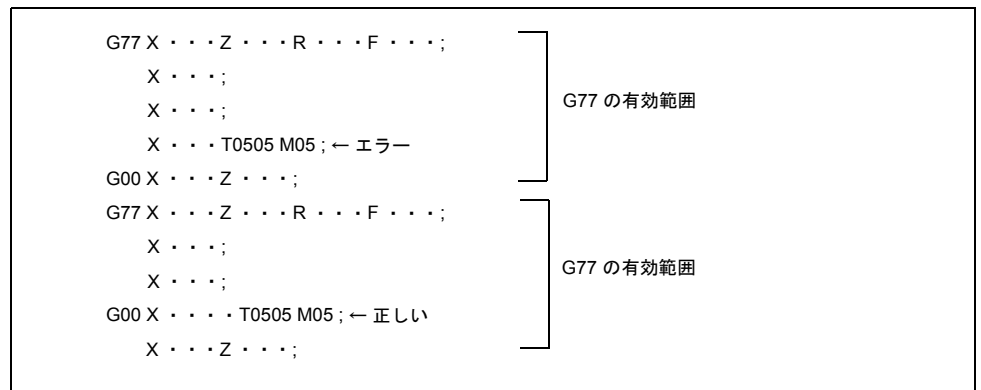 G77 X ・・・Z ・・・R ・・・F ・・・;
X ・・・;
X ・・・;
X ・・・T0505 M05 ; ← エラー
G00 X ・・・Z ・・・;
G77 の有効範囲
G77 X ・・・Z ・・・R ・・・F ・・・;
X ・・・;
X ・・・;
G00 X ・・・・T0505 M05 ; ← 正しい
X ・・・Z ・・・;
G77 の有効範囲